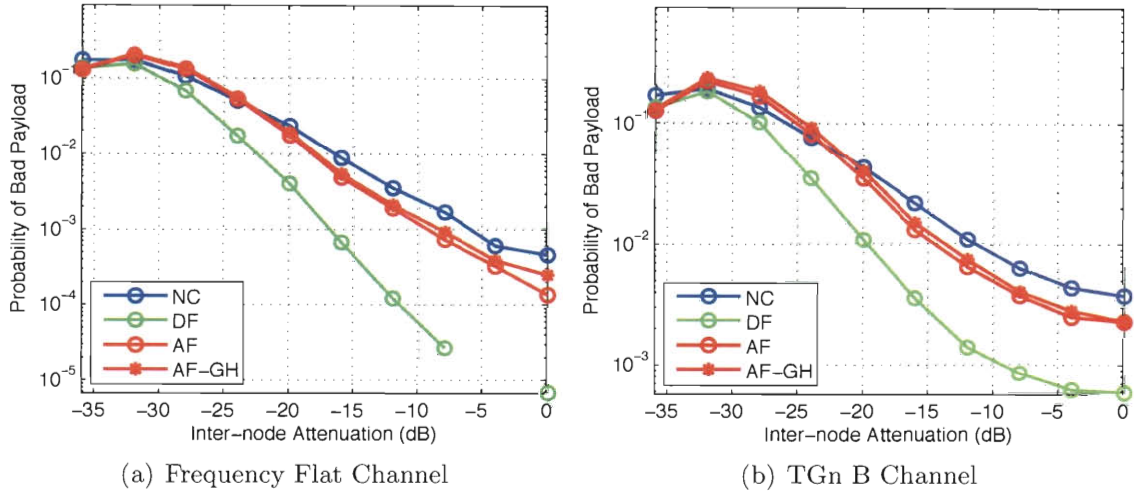 Probability of Bad Payload
10⁻¹
10⁻²
10⁻³
10⁻⁴
10⁻⁵
NC
DF
AF
AF-GH
-35 -30 -25 -20 -15 -10 -5 0
Inter-node Attenuation (dB)
(a) Frequency Flat Channel
Probability of Bad Payload
10⁻¹
10⁻²
10⁻³
NC
DF
AF
AF-GH
-35 -30 -25 -20 -15 -10 -5 0
Inter-node Attenuation (dB)
(b) TGn B Channel